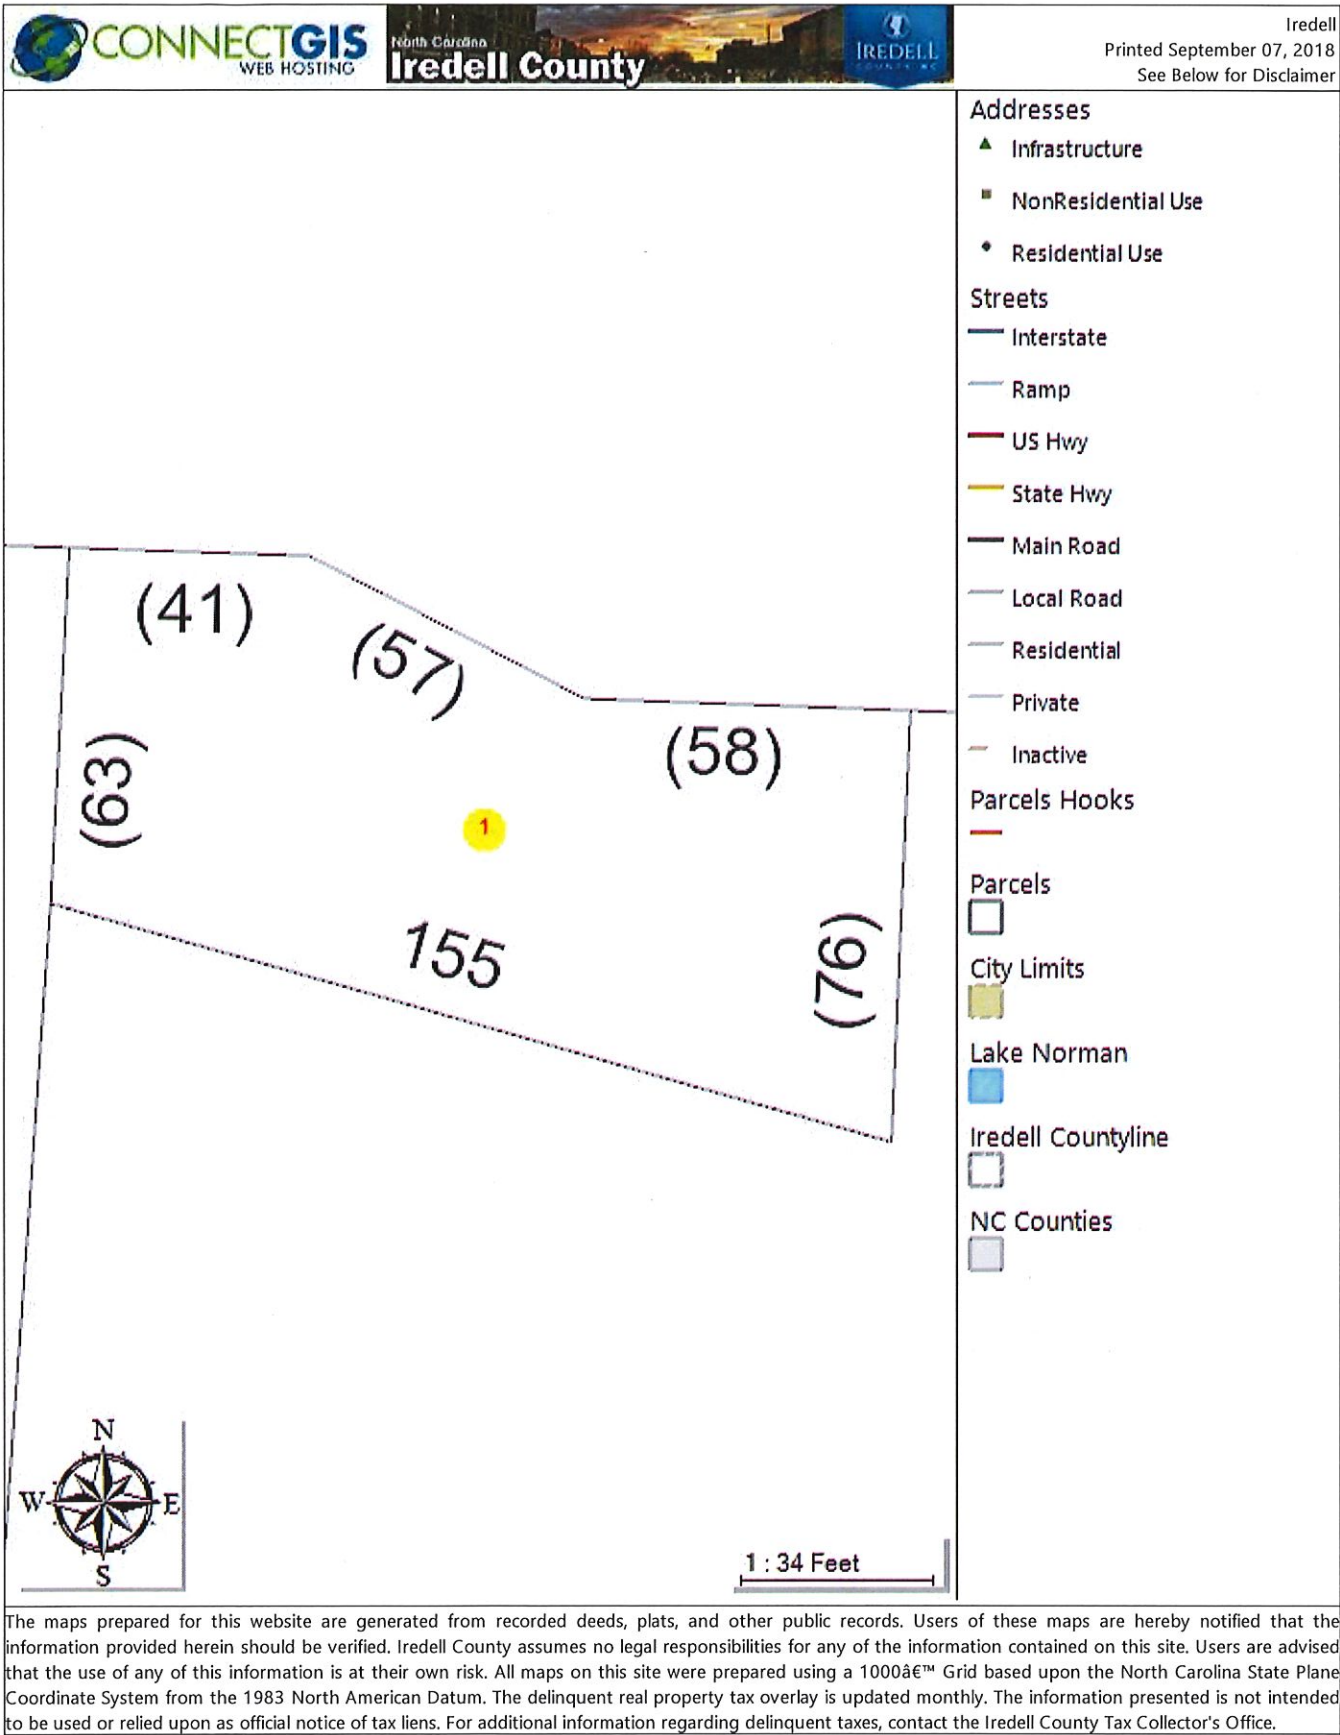 CONNECTGIS
WEB HOSTING
North Carolina
Iredell County
IREDELL
COUNTY NC
Iredell
Printed September 07, 2018
See Below for Disclaimer
Addresses
Infrastructure
NonResidential Use
Residential Use
Streets
Interstate
Ramp
US Hwy
State Hwy
Main Road
Local Road
Residential
Private
Inactive
Parcels Hooks
Parcels
City Limits
Lake Norman
Iredell Countyline
NC Counties
(41)
(57)
(58)
(63)
1
155
(76)
N
W
E
S
1 : 34 Feet
The maps prepared for this website are generated from recorded deeds, plats, and other public records. Users of these maps are hereby notified that the
information provided herein should be verified. Iredell County assumes no legal responsibilities for any of the information contained on this site. Users are advised
that the use of any of this information is at their own risk. All maps on this site were prepared using a 1000â€™ Grid based upon the North Carolina State Plane
Coordinate System from the 1983 North American Datum. The delinquent real property tax overlay is updated monthly. The information presented is not intended
to be used or relied upon as official notice of tax liens. For additional information regarding delinquent taxes, contact the Iredell County Tax Collector's Office.